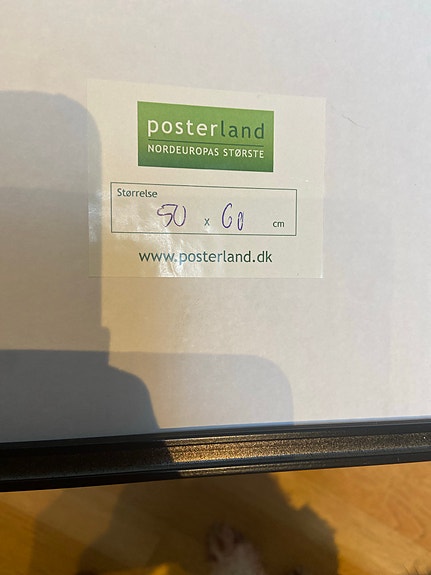 posterland
NORDEUROPAS STØRSTE
Størrelse
50 x 60 cm
www.posterland.dk